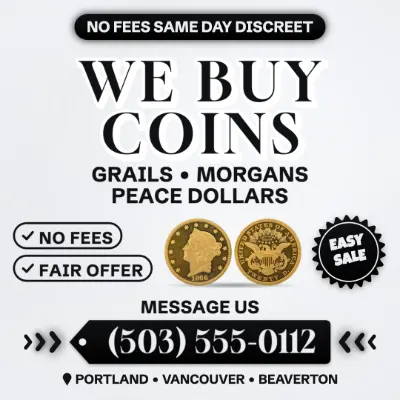 NO FEES SAME DAY DISCREET
WE BUY
COINS
GRAILS • MORGANS
PEACE DOLLARS
NO FEES
FAIR OFFER
EASY
SALE
MESSAGE US
(503) 555-0112
PORTLAND • VANCOUVER • BEAVERTON